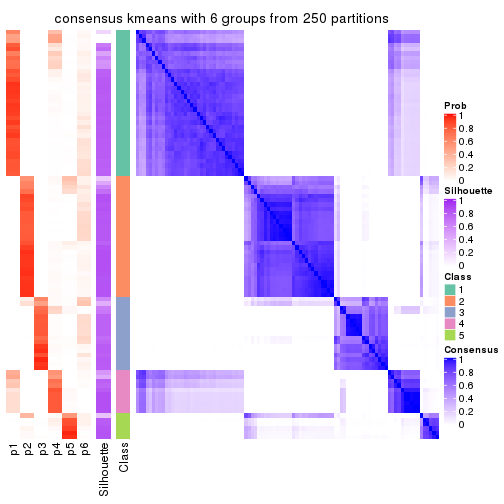 consensus kmeans with 6 groups from 250 partitions
Prob
1
0.8
0.6
0.4
0.2
0
Silhouette
1
0.8
0.6
0.4
0.2
0
Class
1
2
3
4
5
Consensus
1
0.8
0.6
0.4
0.2
0
p1
p2
p3
p4
p5
p6
Silhouette
Class